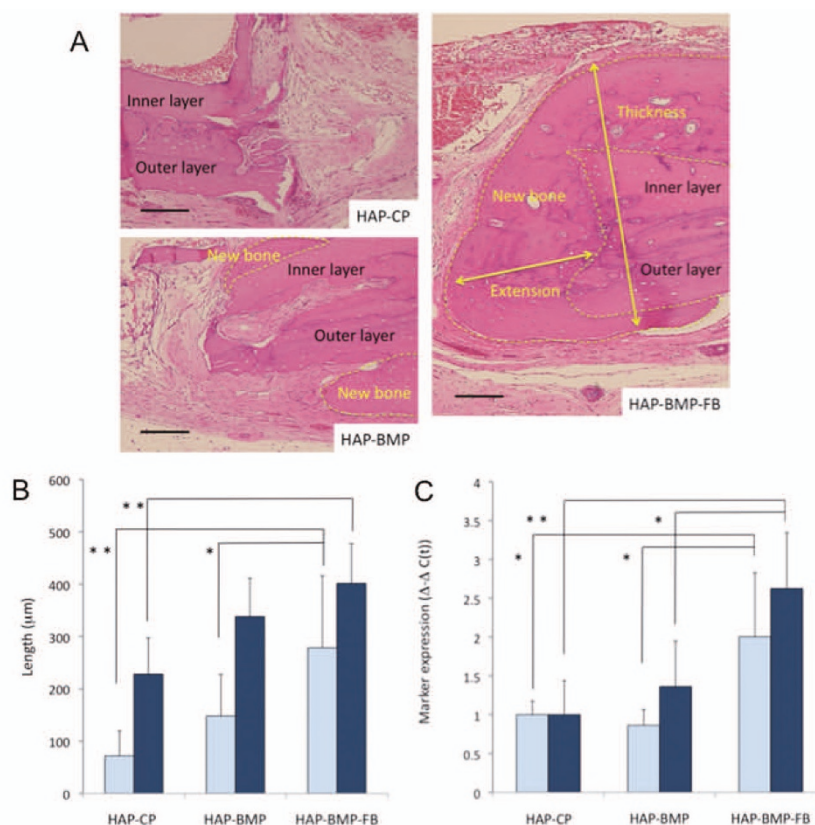 A
Inner layer
Outer layer
HAP-CP
New bone
Inner layer
Outer layer
New bone
HAP-BMP
Thickness
New bone
Inner layer
Extension
Outer layer
HAP-BMP-FB
B
Length (μm)
600
500
400
300
200
100
0
* *
* *
*
HAP-CP
HAP-BMP
HAP-BMP-FB
C
Marker expression (Δ-Δ C(t))
4
3.5
3
2.5
2
1.5
1
0.5
0
* *
*
*
*
HAP-CP
HAP-BMP
HAP-BMP-FB